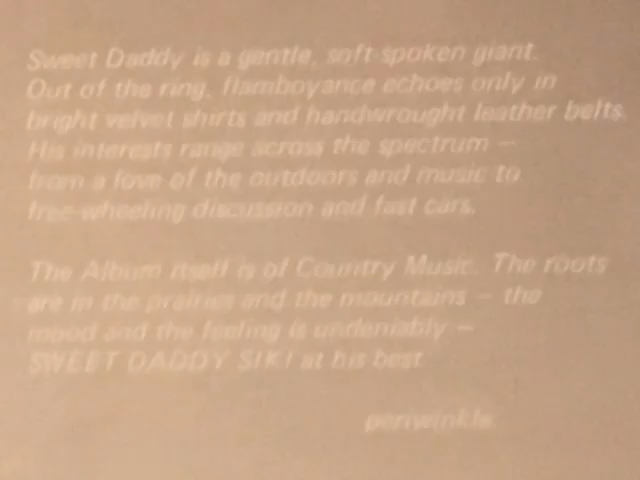 Sweet Daddy is a gentle, soft-spoken giant.
Out of the ring, flamboyance echoes only in
bright velvet shirts and handwrought leather belts.
His interests range across the spectrum —
from a love of the outdoors and music to
free-wheeling discussion and fast cars.
The Album itself is of Country Music. The roots
are in the prairies and the mountains — the
mood and the feeling is undeniably —
SWEET DADDY SIKI at his best.
periwinkle